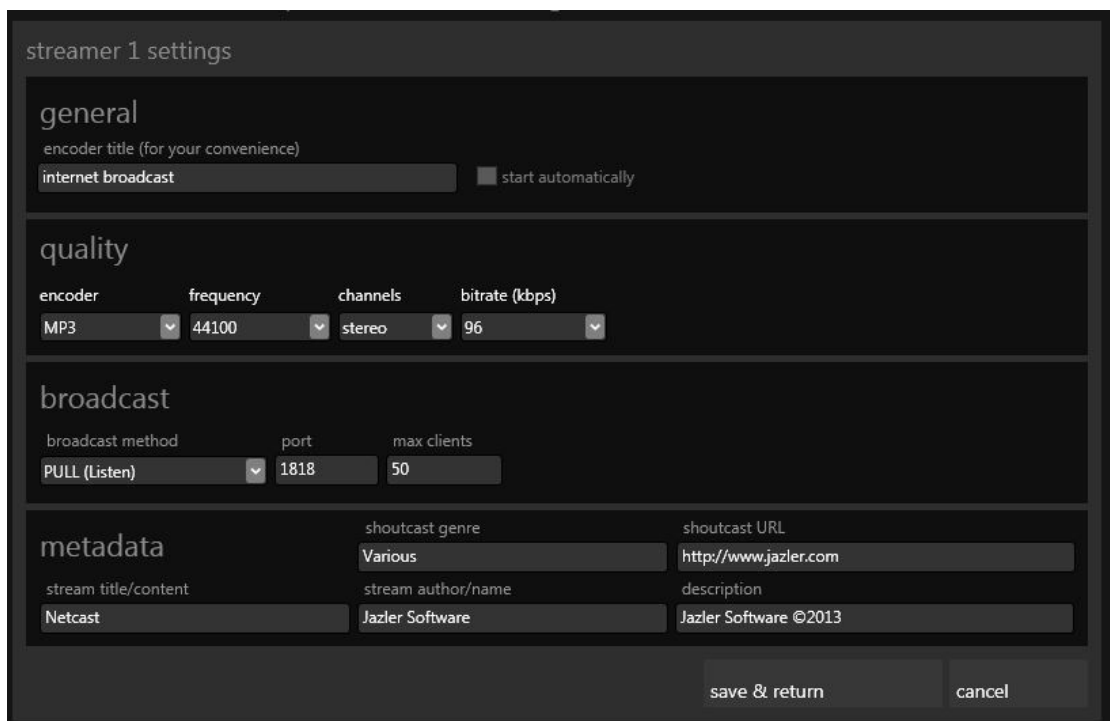 streamer 1 settings
general
encoder title (for your convenience)
internet broadcast
start automatically
quality
encoder frequency channels bitrate (kbps)
MP3 44100 stereo 96
broadcast
broadcast method port max clients
PULL (Listen) 1818 50
metadata
shoutcast genre shoutcast URL
Various http://www.jazler.com
stream title/content stream author/name description
Netcast Jazler Software Jazler Software ©2013
save & return cancel